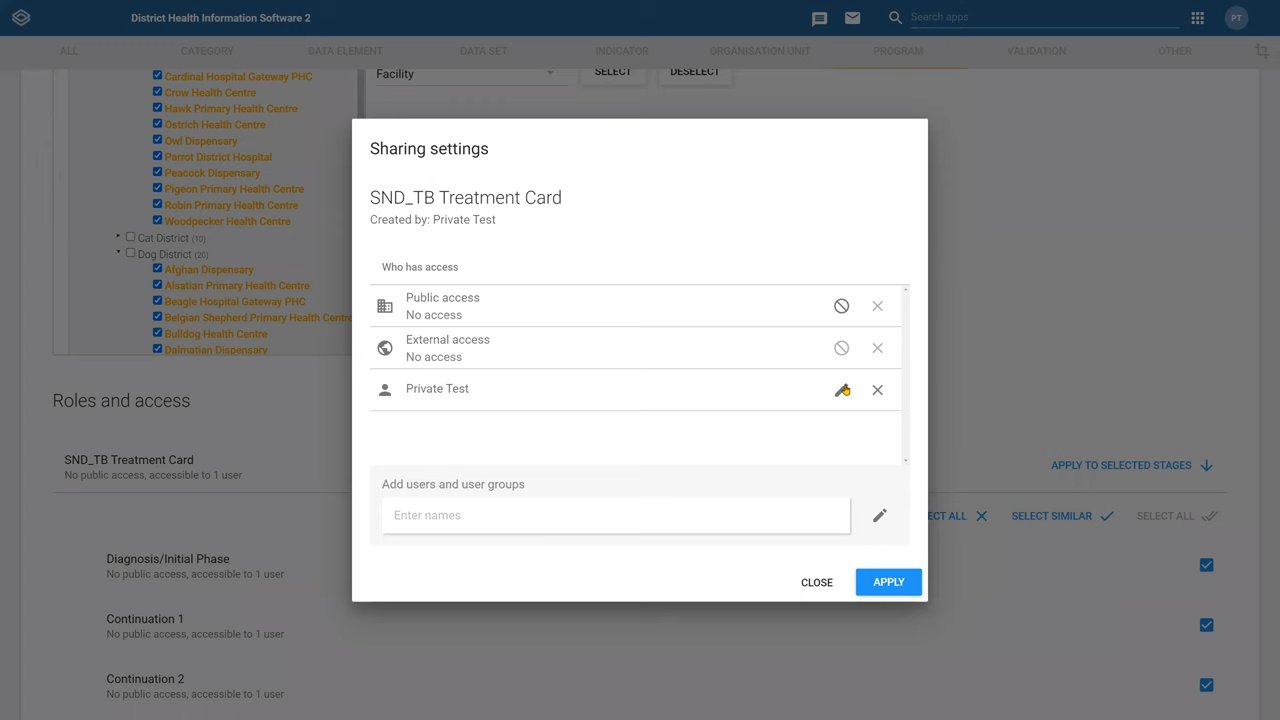 District Health Information Software 2
Search apps
PT
ALL
CATEGORY
DATA ELEMENT
DATA SET
INDICATOR
ORGANISATION UNIT
PROGRAM
VALIDATION
OTHER
Cardinal Hospital Gateway PHC
Crow Health Centre
Hawk Primary Health Centre
Ostrich Health Centre
Owl Dispensary
Parrot District Hospital
Peacock Dispensary
Pigeon Primary Health Centre
Robin Primary Health Centre
Woodpecker Health Centre
Cat District (10)
Dog District (20)
Afghan Dispensary
Alsatian Primary Health Centre
Beagle Hospital Gateway PHC
Belgian Shepherd Primary Health Centre
Bulldog Health Centre
Dalmatian Dispensary
Facility
SELECT
DESELECT
Sharing settings
SND_TB Treatment Card
Created by: Private Test
Who has access
Public access
No access
External access
No access
Private Test
Add users and user groups
Enter names
CLOSE
APPLY
Roles and access
SND_TB Treatment Card
No public access, accessible to 1 user
APPLY TO SELECTED STAGES
ECT ALL
SELECT SIMILAR
SELECT ALL
Diagnosis/Initial Phase
No public access, accessible to 1 user
Continuation 1
No public access, accessible to 1 user
Continuation 2
No public access, accessible to 1 user